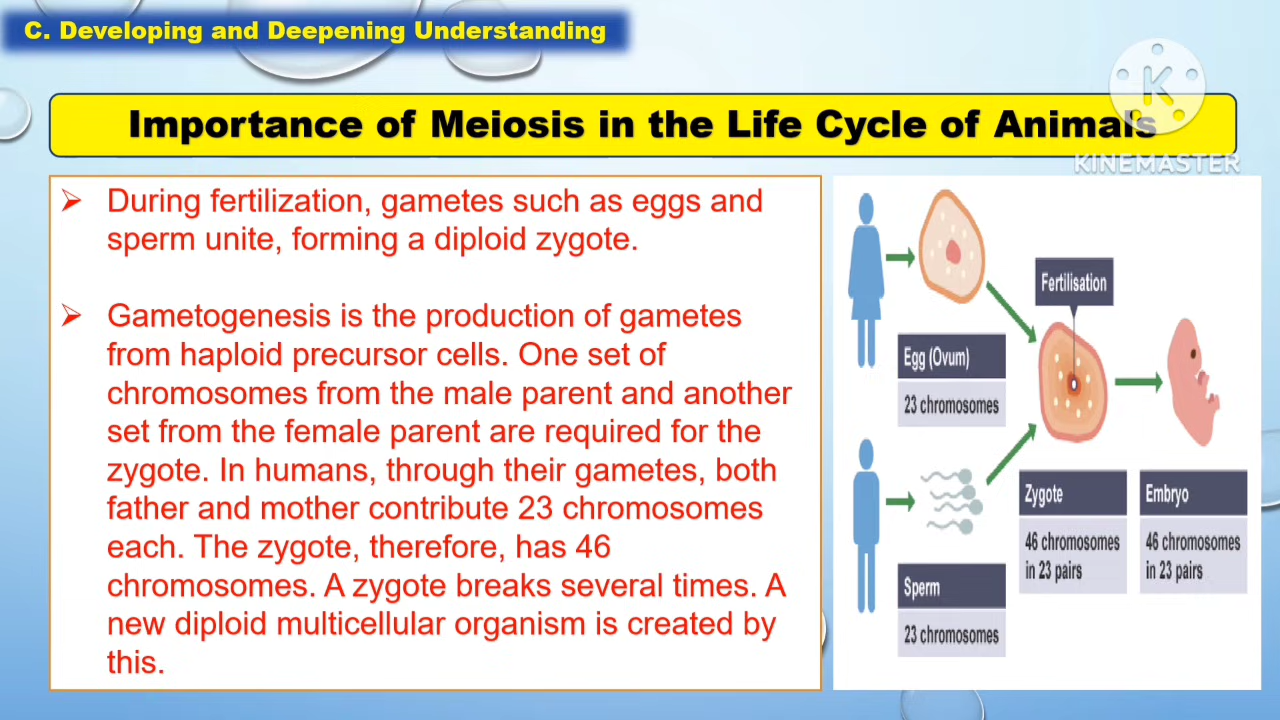 C. Developing and Deepening Understanding
Importance of Meiosis in the Life Cycle of Animals
K
KINEMASTER
➢ During fertilization, gametes such as eggs and
sperm unite, forming a diploid zygote.
➢ Gametogenesis is the production of gametes
from haploid precursor cells. One set of
chromosomes from the male parent and another
set from the female parent are required for the
zygote. In humans, through their gametes, both
father and mother contribute 23 chromosomes
each. The zygote, therefore, has 46
chromosomes. A zygote breaks several times. A
new diploid multicellular organism is created by
this.
Fertilisation
Egg (Ovum)
23 chromosomes
Zygote
46 chromosomes
in 23 pairs
Embryo
46 chromosomes
in 23 pairs
Sperm
23 chromosomes